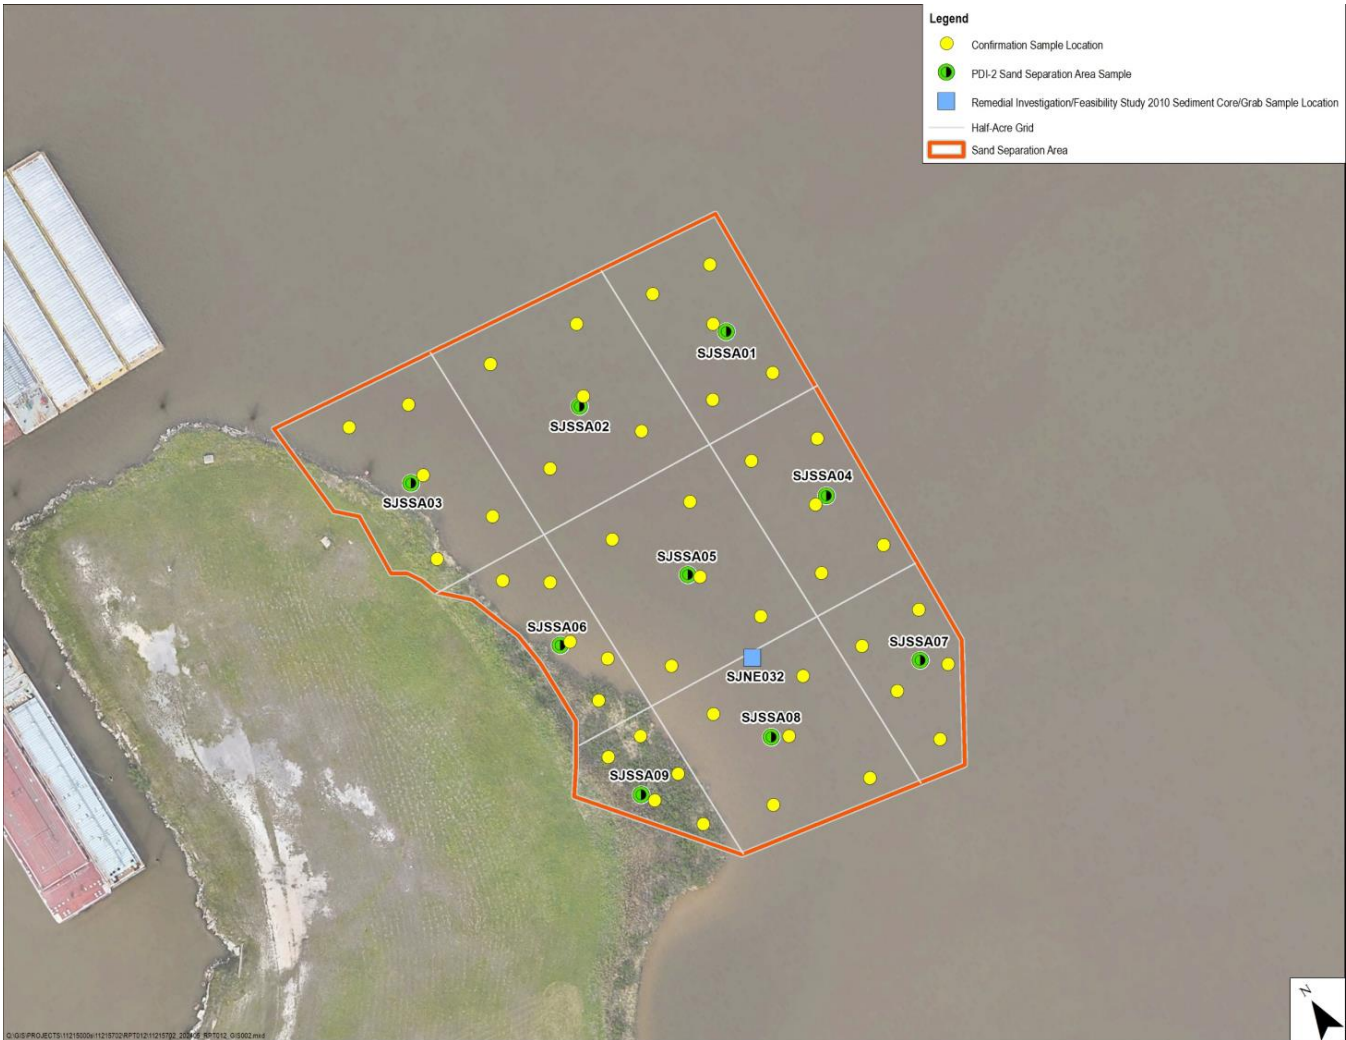 Legend
Confirmation Sample Location
PDI-2 Sand Separation Area Sample
Remedial Investigation/Feasibility Study 2010 Sediment Core/Grab Sample Location
Half-Acre Grid
Sand Separation Area
SJSSA01
SJSSA02
SJSSA04
SJSSA03
SJSSA05
SJSSA06
SJSSA07
SJNE032
SJSSA08
SJSSA09
N